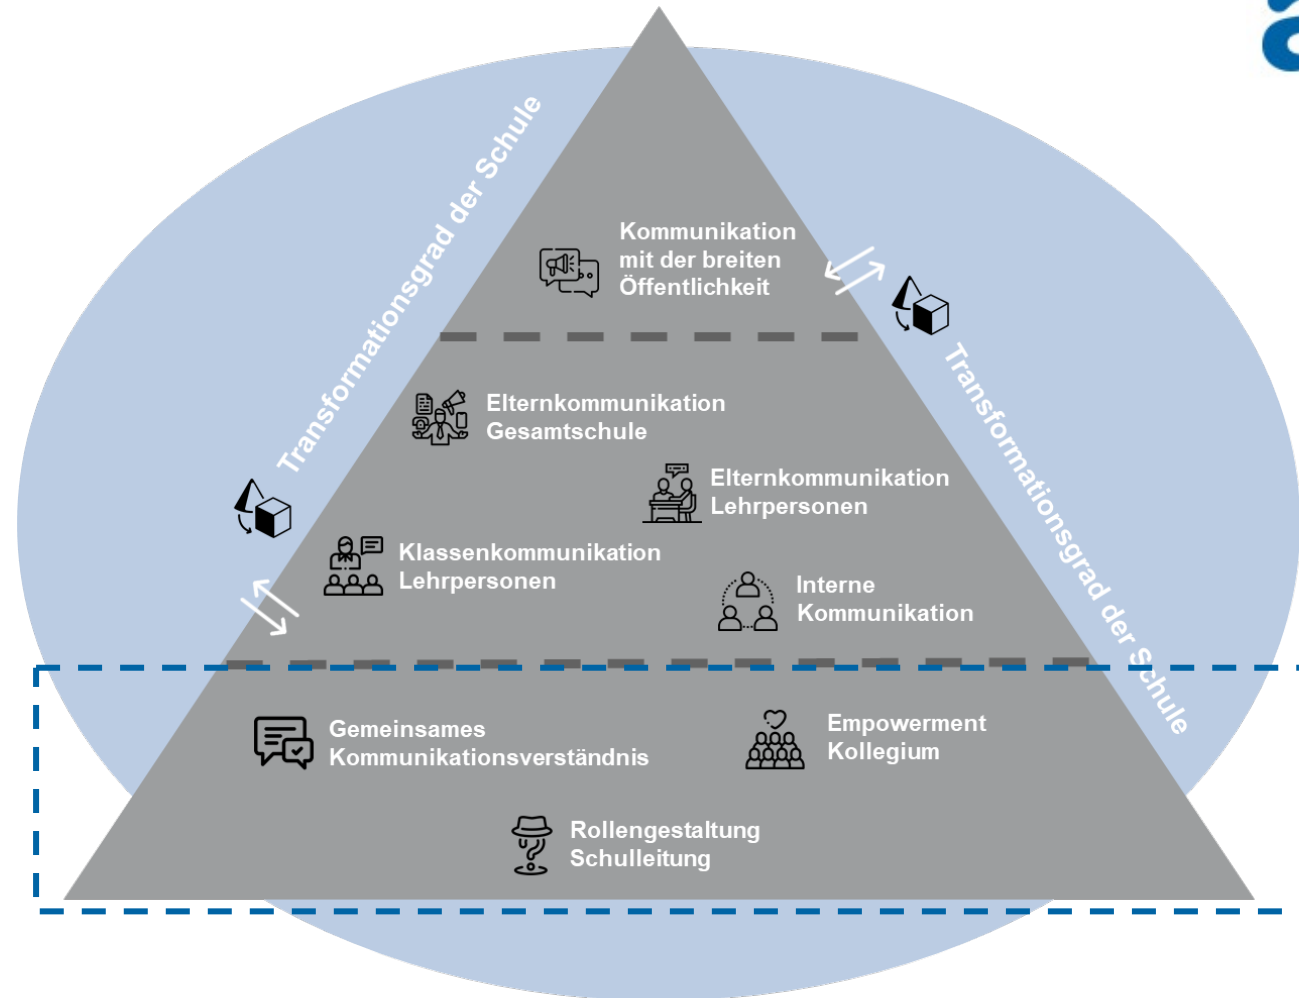 a
Transformationsgrad der Schule
Kommunikation
mit der breiten
Öffentlichkeit
Elternkommunikation
Gesamtschule
Elternkommunikation
Lehrpersonen
Klassenkommunikation
Lehrpersonen
Interne
Kommunikation
Transformationsgrad der Schule
Gemeinsames
Kommunikationsverständnis
Empowerment
Kollegium
Rollengestaltung
Schulleitung